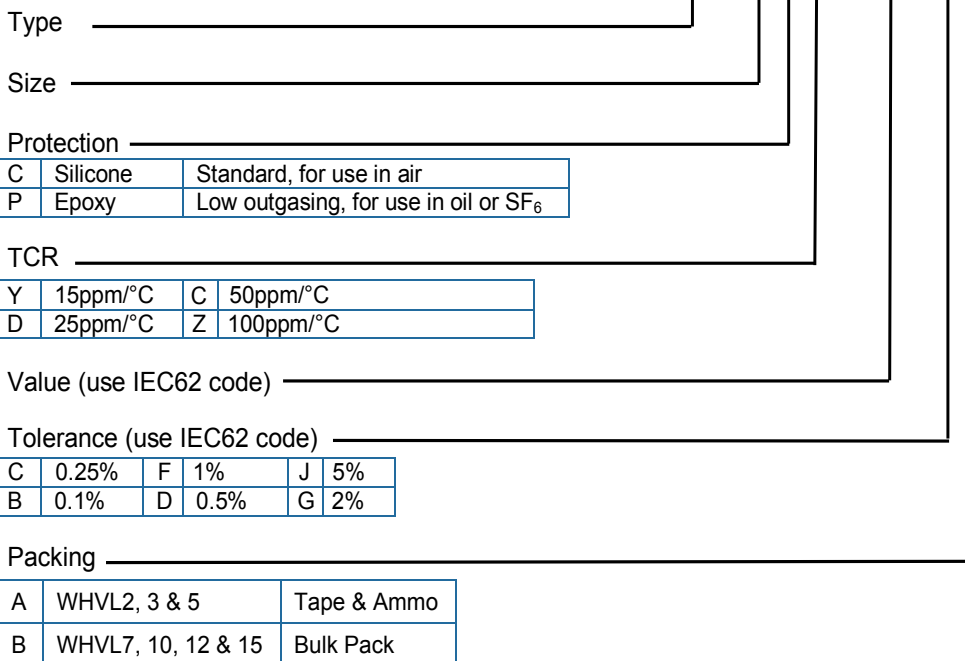 Type
Size
Protection
C Silicone Standard, for use in air
P Epoxy Low outgasing, for use in oil or SF₆
TCR
Y 15ppm/°C C 50ppm/°C
D 25ppm/°C Z 100ppm/°C
Value (use IEC62 code)
Tolerance (use IEC62 code)
C 0.25% F 1% J 5%
B 0.1% D 0.5% G 2%
Packing
A WHVL2, 3 & 5 Tape & Ammo
B WHVL7, 10, 12 & 15 Bulk Pack